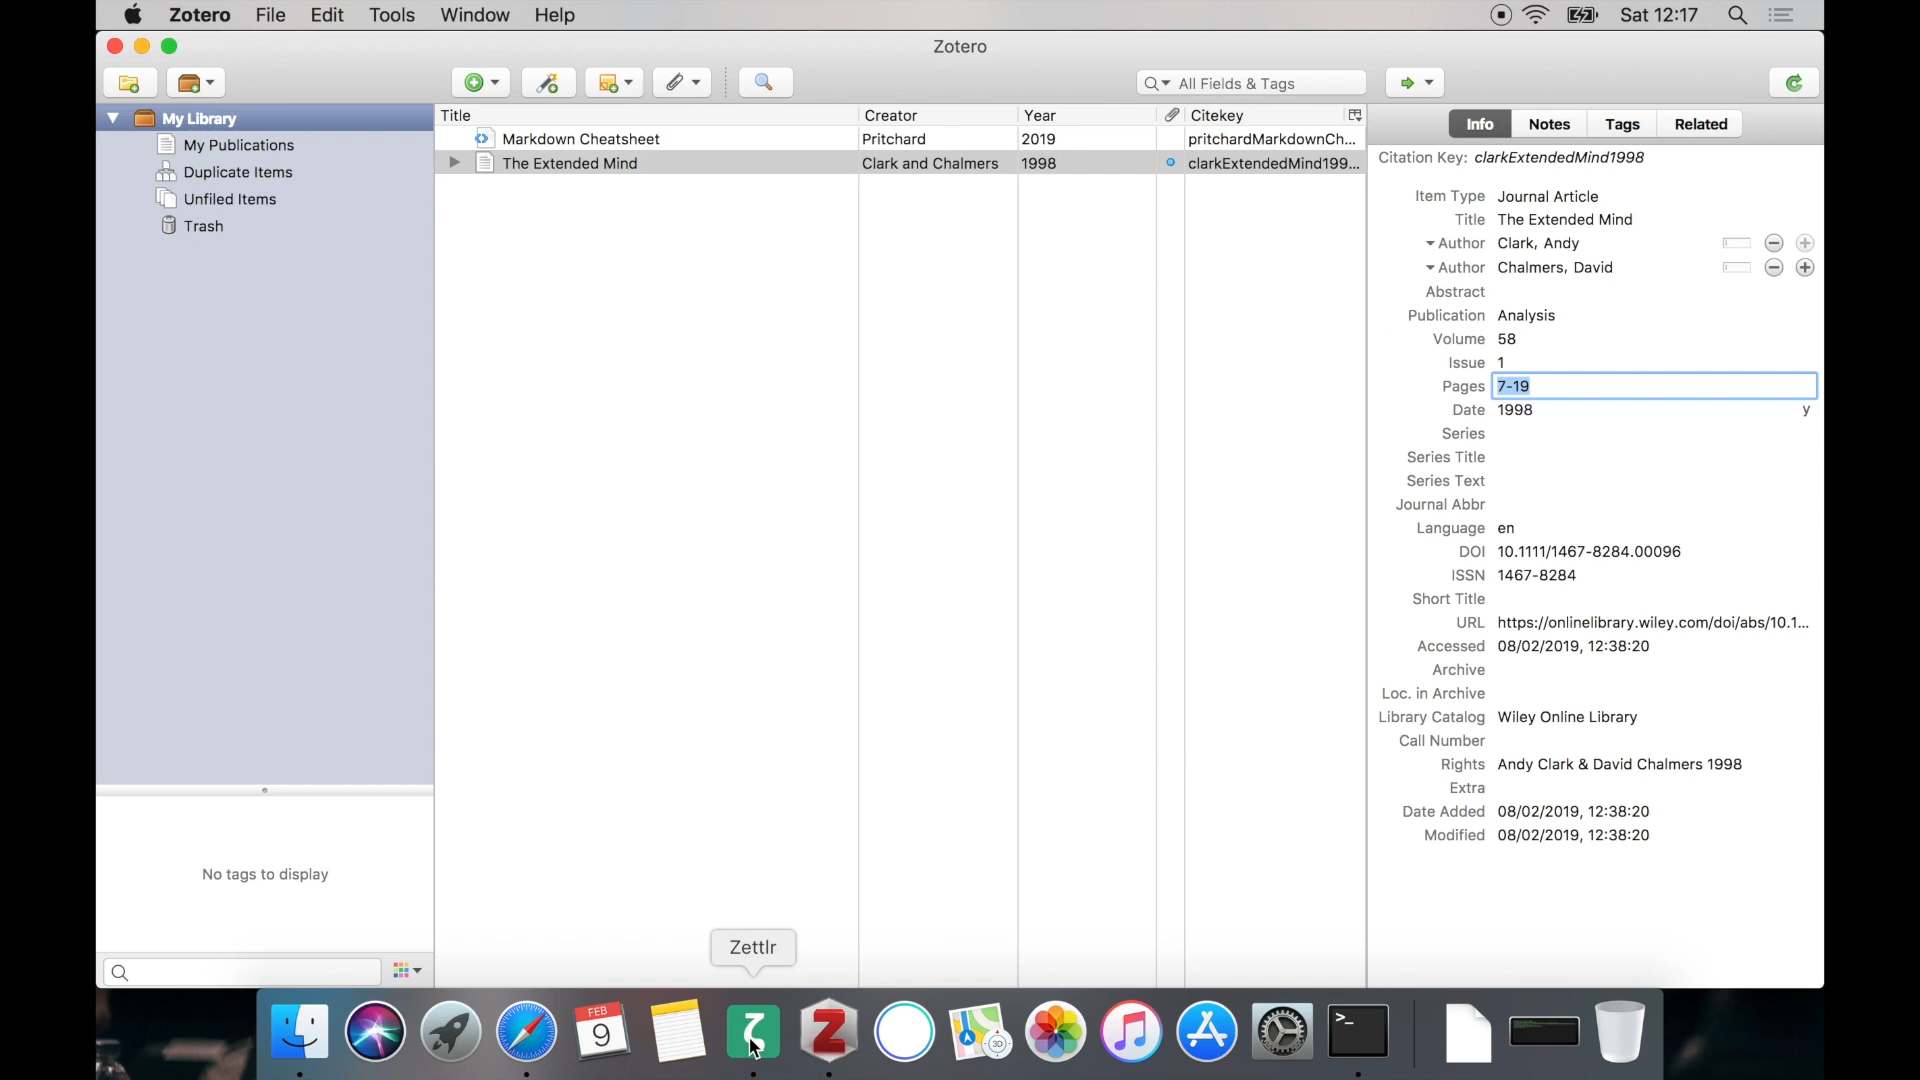 Zotero File Edit Tools Window Help Sat 12:17
Zotero
All Fields & Tags
My Library
My Publications
Duplicate Items
Unfiled Items
Trash
No tags to display
Title Creator Year Citekey
Markdown Cheatsheet Pritchard 2019 pritchardMarkdownCh...
The Extended Mind Clark and Chalmers 1998 clarkExtendedMind199...
Info Notes Tags Related
Citation Key: clarkExtendedMind1998
Item Type Journal Article
Title The Extended Mind
Author Clark, Andy
Author Chalmers, David
Abstract
Publication Analysis
Volume 58
Issue 1
Pages 7-19
Date 1998 y
Series
Series Title
Series Text
Journal Abbr
Language en
DOI 10.1111/1467-8284.00096
ISSN 1467-8284
Short Title
URL https://onlinelibrary.wiley.com/doi/abs/10.1...
Accessed 08/02/2019, 12:38:20
Archive
Loc. in Archive
Library Catalog Wiley Online Library
Call Number
Rights Andy Clark & David Chalmers 1998
Extra
Date Added 08/02/2019, 12:38:20
Modified 08/02/2019, 12:38:20
Zettlr
FEB
9
ζ
Z
3D
>_